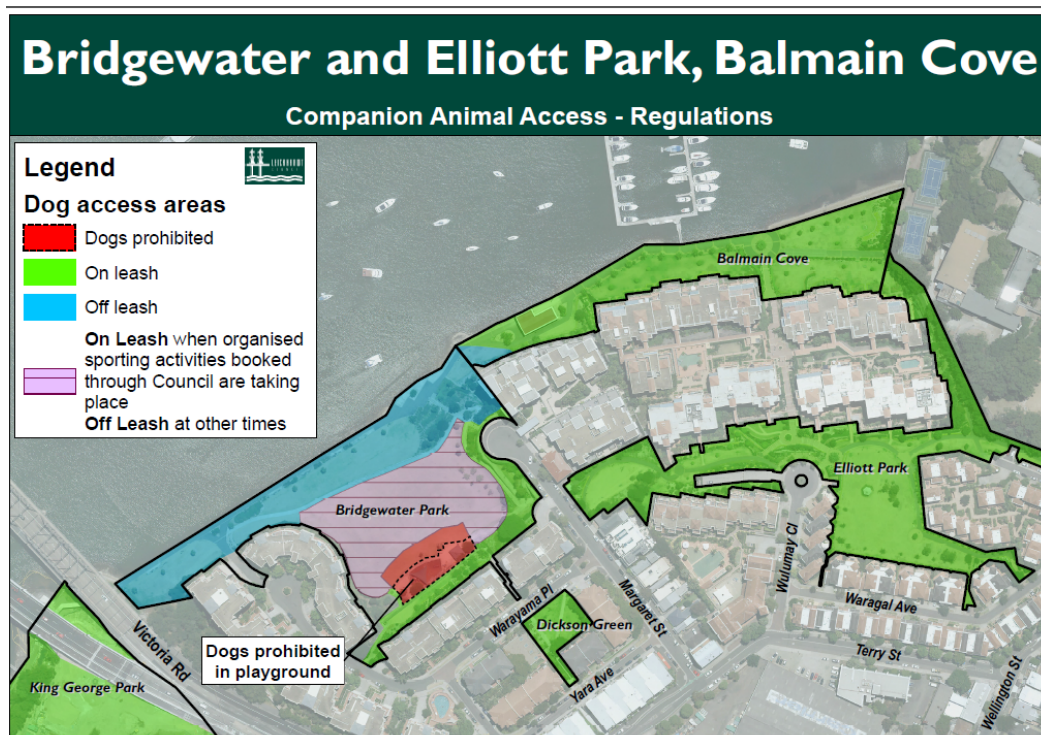 Bridgewater and Elliott Park, Balmain Cove
Companion Animal Access - Regulations
Legend
LEICHHARDT
Dog access areas
Dogs prohibited
On leash
Off leash
On Leash when organised
sporting activities booked
through Council are taking
place
Off Leash at other times
Balmain Cove
Elliott Park
Bridgewater Park
Wulumay Cl
Waragal Ave
Warayama Pl
Margaret St
Dickson Green
Terry St
Wellington St
Yara Ave
Victoria Rd
Dogs prohibited
in playground
King George Park